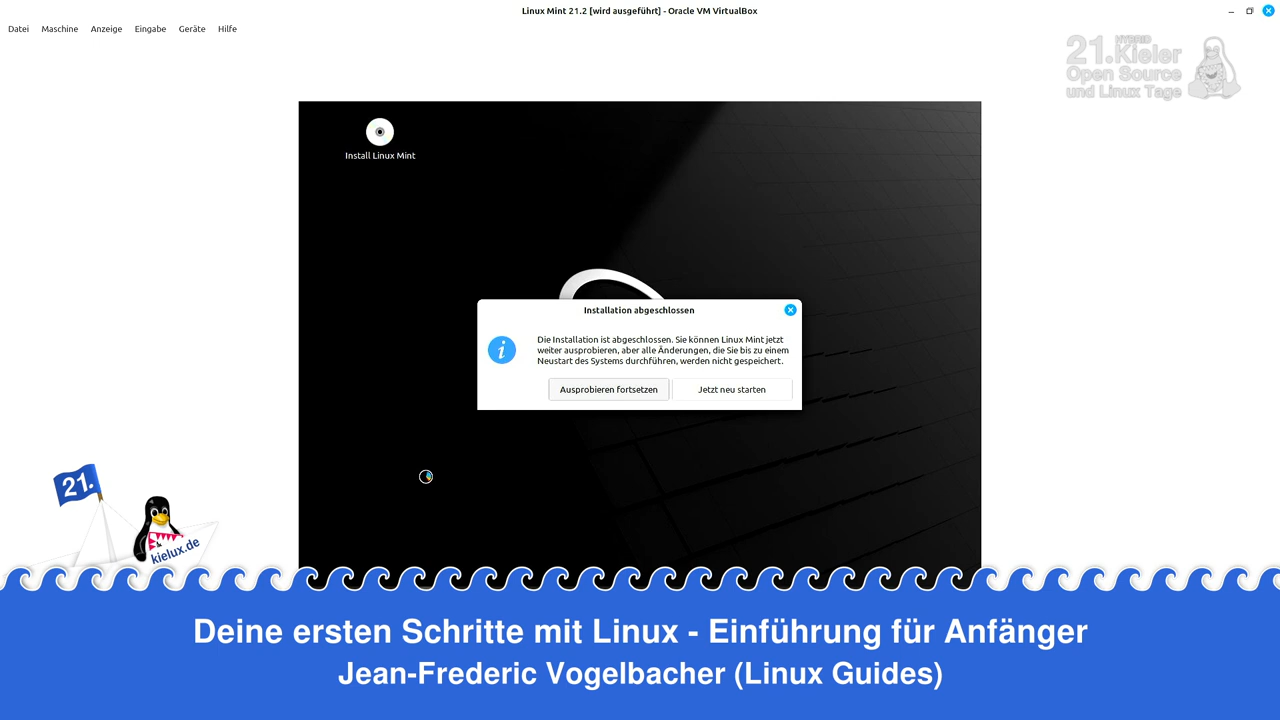 Linux Mint 21.2 [wird ausgeführt] - Oracle VM VirtualBox
Datei Maschine Anzeige Eingabe Geräte Hilfe
HYBRID
21.Kieler
Open Source
und Linux Tage
Install Linux Mint
Installation abgeschlossen
Die Installation ist abgeschlossen. Sie können Linux Mint jetzt
weiter ausprobieren, aber alle Änderungen, die Sie bis zu einem
Neustart des Systems durchführen, werden nicht gespeichert.
Ausprobieren fortsetzen Jetzt neu starten
21.
kielux.de
Deine ersten Schritte mit Linux - Einführung für Anfänger
Jean-Frederic Vogelbacher (Linux Guides)